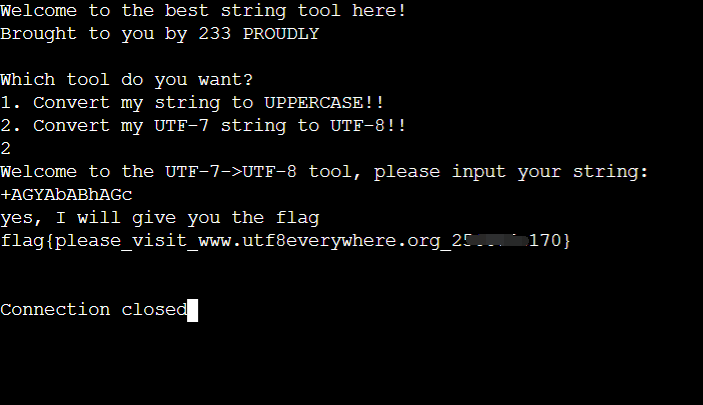 Welcome to the best string tool here!
Brought to you by 233 PROUDLY
Which tool do you want?
1. Convert my string to UPPERCASE!!
2. Convert my UTF-7 string to UTF-8!!
2
Welcome to the UTF-7->UTF-8 tool, please input your string:
+AGYAbABhAGc
yes, I will give you the flag
flag{please_visit_www.utf8everywhere.org_25 170}
Connection closed